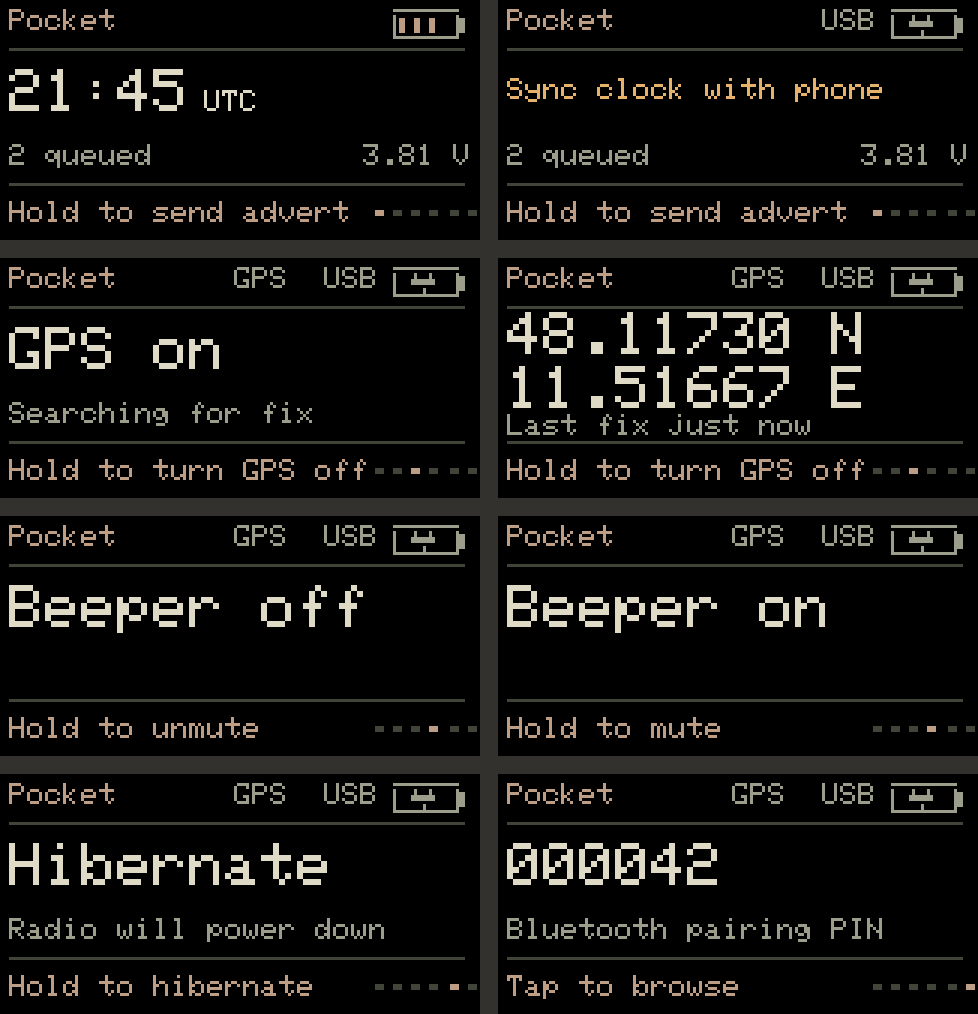 Pocket
21:45 UTC
2 queued 3.81 V
Hold to send advert
Pocket USB
Sync clock with phone
2 queued 3.81 V
Hold to send advert
Pocket GPS USB
GPS on
Searching for fix
Hold to turn GPS off
Pocket GPS USB
48.11730 N
11.51667 E
Last fix just now
Hold to turn GPS off
Pocket GPS USB
Beeper off
Hold to unmute
Pocket GPS USB
Beeper on
Hold to mute
Pocket GPS USB
Hibernate
Radio will power down
Hold to hibernate
Pocket GPS USB
000042
Bluetooth pairing PIN
Tap to browse